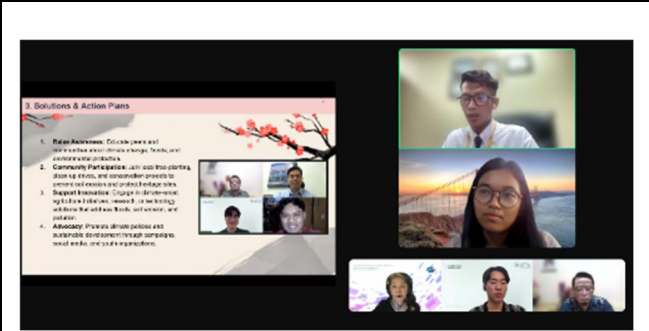 3. Solutions & Action Plans
1. Raise Awareness: Educate peers and
communities about climate change, floods, and
environmental protection.
2. Community Participation: Join local tree-planting,
clean up drives, and conservation projects to
prevent soil erosion and protect heritage sites.
3. Support Innovation: Engage in climate-smart
agriculture initiatives, research, or technology
solutions that address floods, soil erosion, and
pollution.
4. Advocacy: Promote climate policies and
sustainable development through campaigns,
social media, and youth organizations.